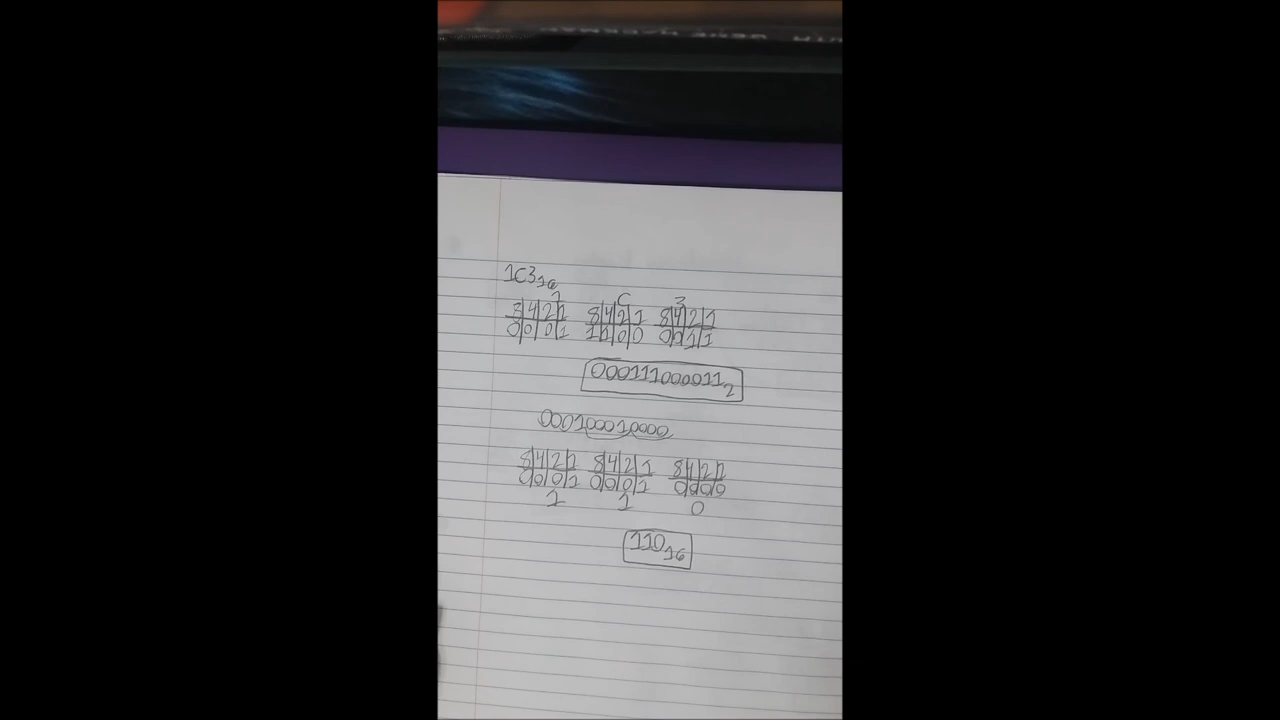 1C3₁₆
1 C 3
8 4 2 1 8 4 2 1 8 4 2 1
0 0 0 1 1 1 0 0 0 0 1 1
000111000011₂
000100010000
8 4 2 1 8 4 2 1 8 4 2 1
0 0 0 1 0 0 0 1 0 0 0 0
1 1 0
110₁₆